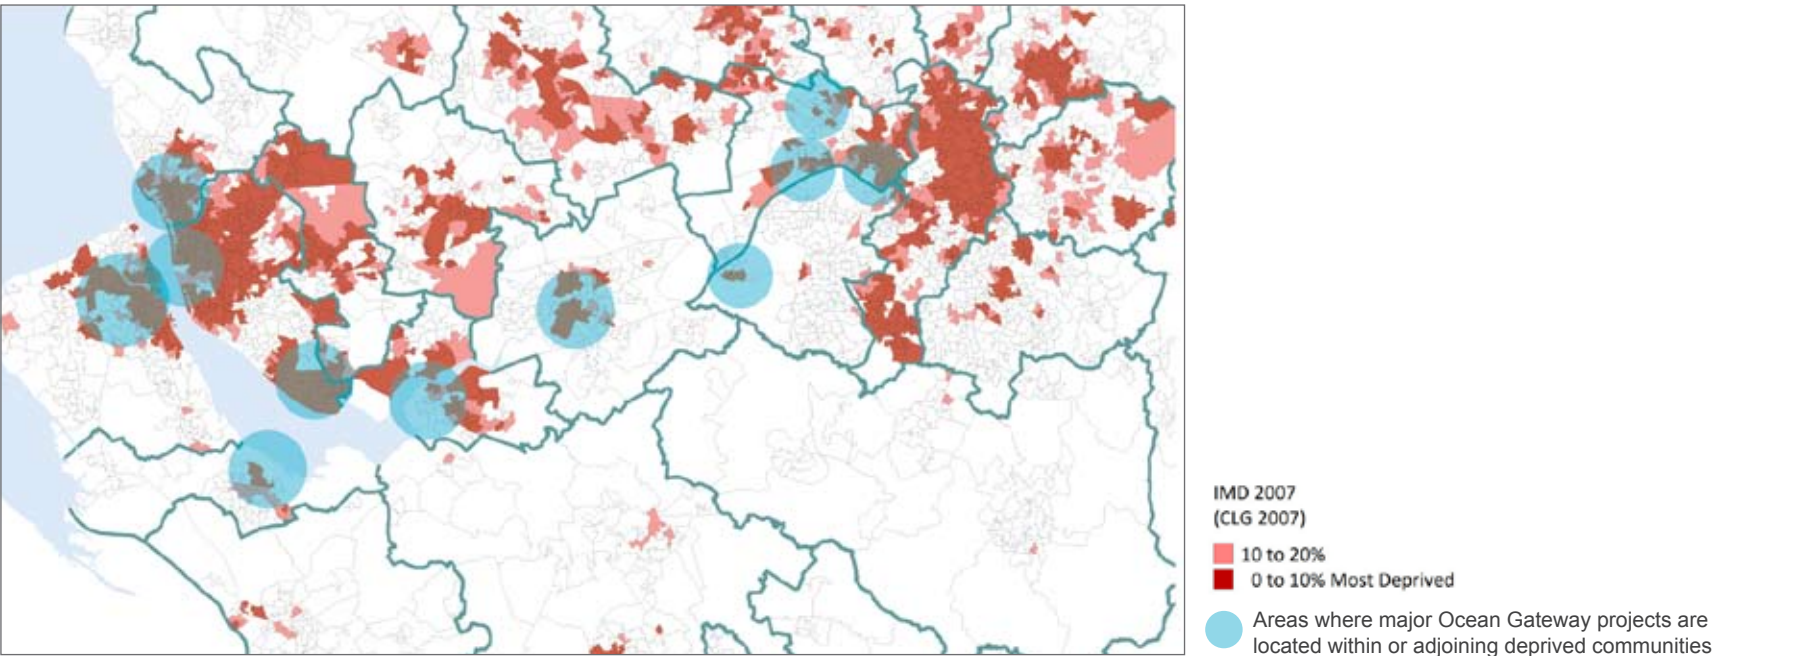 IMD 2007
(CLG 2007)
10 to 20%
0 to 10% Most Deprived
Areas where major Ocean Gateway projects are
located within or adjoining deprived communities